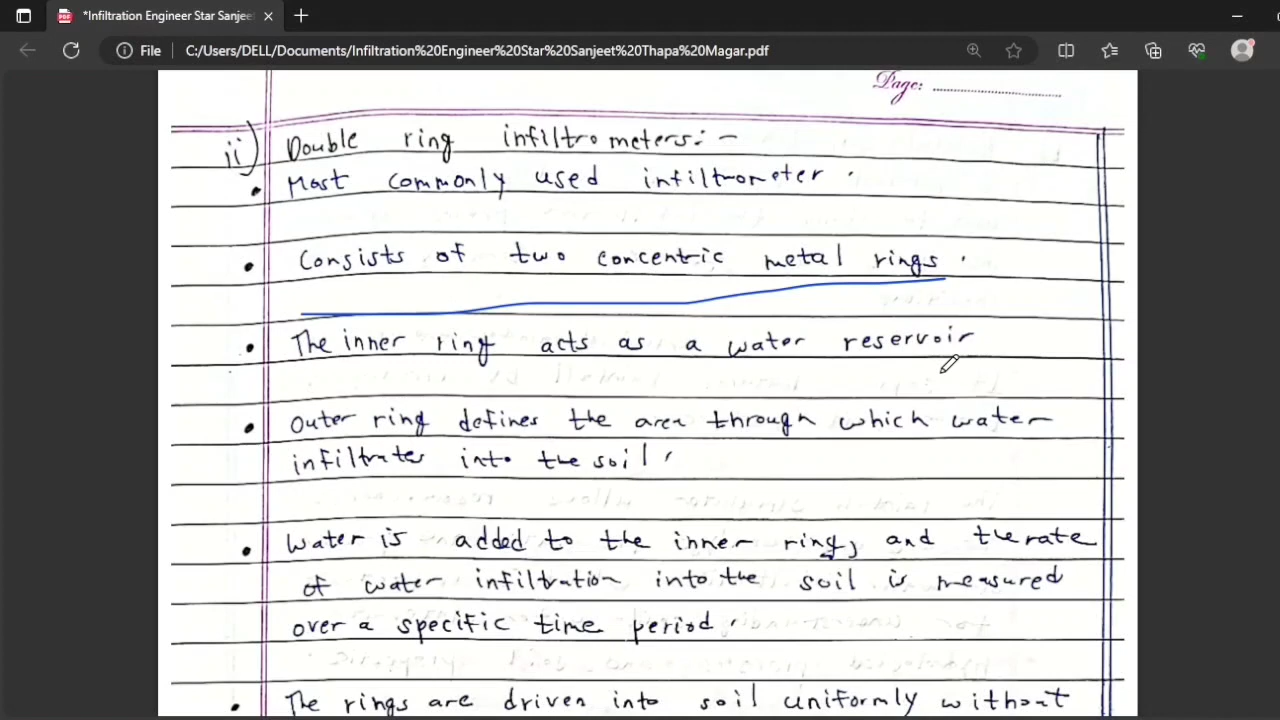 *Infiltration Engineer Star Sanjee
File
C:/Users/DELL/Documents/Infiltration%20Engineer%20Star%20Sanjeet%20Thapa%20Magar.pdf
Page:
ii) Double ring infiltrometers:-
• Most commonly used infiltrometer.
• Consists of two concentric metal rings.
• The inner ring acts as a water reservoir
• Outer ring defines the area through which water
infiltrates into the soil.
• Water is added to the inner ring, and the rate
of water infiltration into the soil is measured
over a specific time period.
• The rings are driven into soil uniformly without